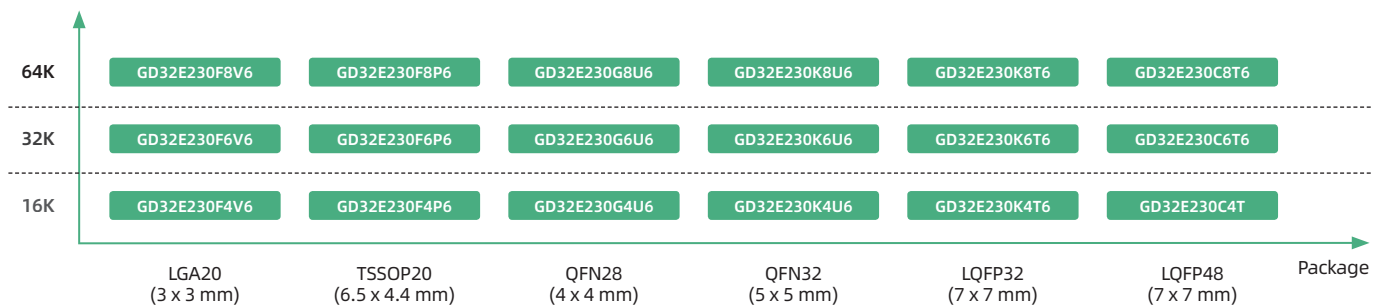 64K GD32E230F8V6 GD32E230F8P6 GD32E230G8U6 GD32E230K8U6 GD32E230K8T6 GD32E230C8T6
32K GD32E230F6V6 GD32E230F6P6 GD32E230G6U6 GD32E230K6U6 GD32E230K6T6 GD32E230C6T6
16K GD32E230F4V6 GD32E230F4P6 GD32E230G4U6 GD32E230K4U6 GD32E230K4T6 GD32E230C4T
LGA20 TSSOP20 QFN28 QFN32 LQFP32 LQFP48 Package
(3 x 3 mm) (6.5 x 4.4 mm) (4 x 4 mm) (5 x 5 mm) (7 x 7 mm) (7 x 7 mm)